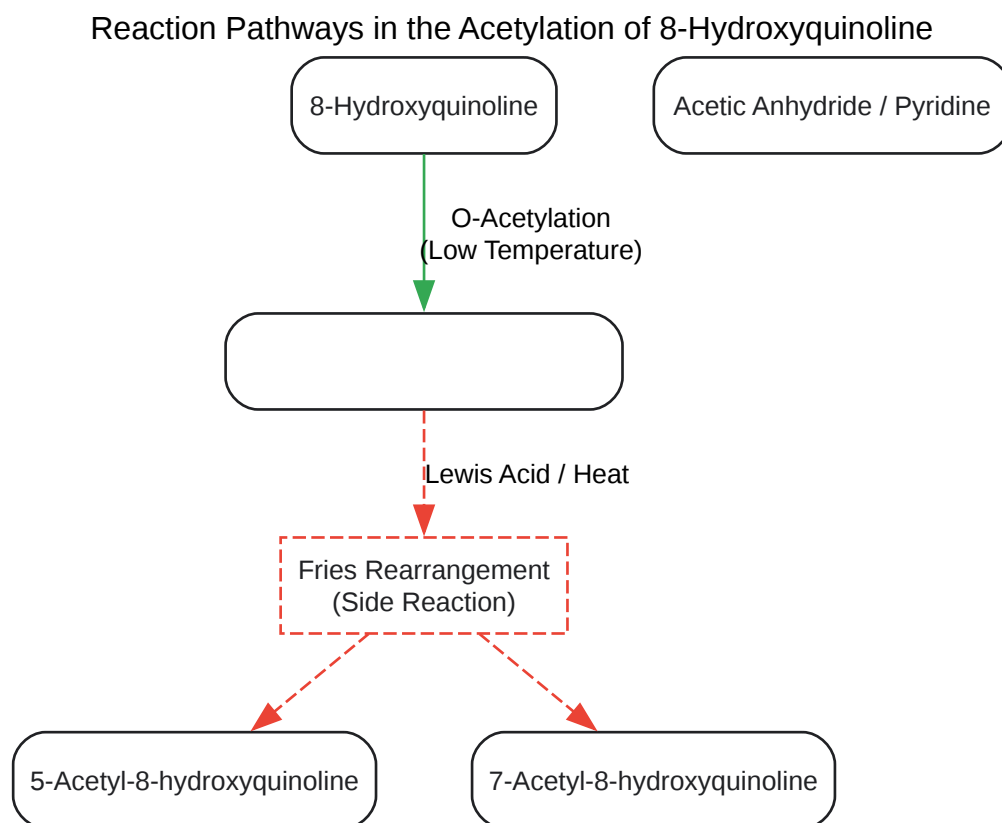 Reaction Pathways in the Acetylation of 8-Hydroxyquinoline
8-Hydroxyquinoline
Acetic Anhydride / Pyridine
O-Acetylation
(Low Temperature)
Lewis Acid / Heat
Fries Rearrangement
(Side Reaction)
5-Acetyl-8-hydroxyquinoline
7-Acetyl-8-hydroxyquinoline